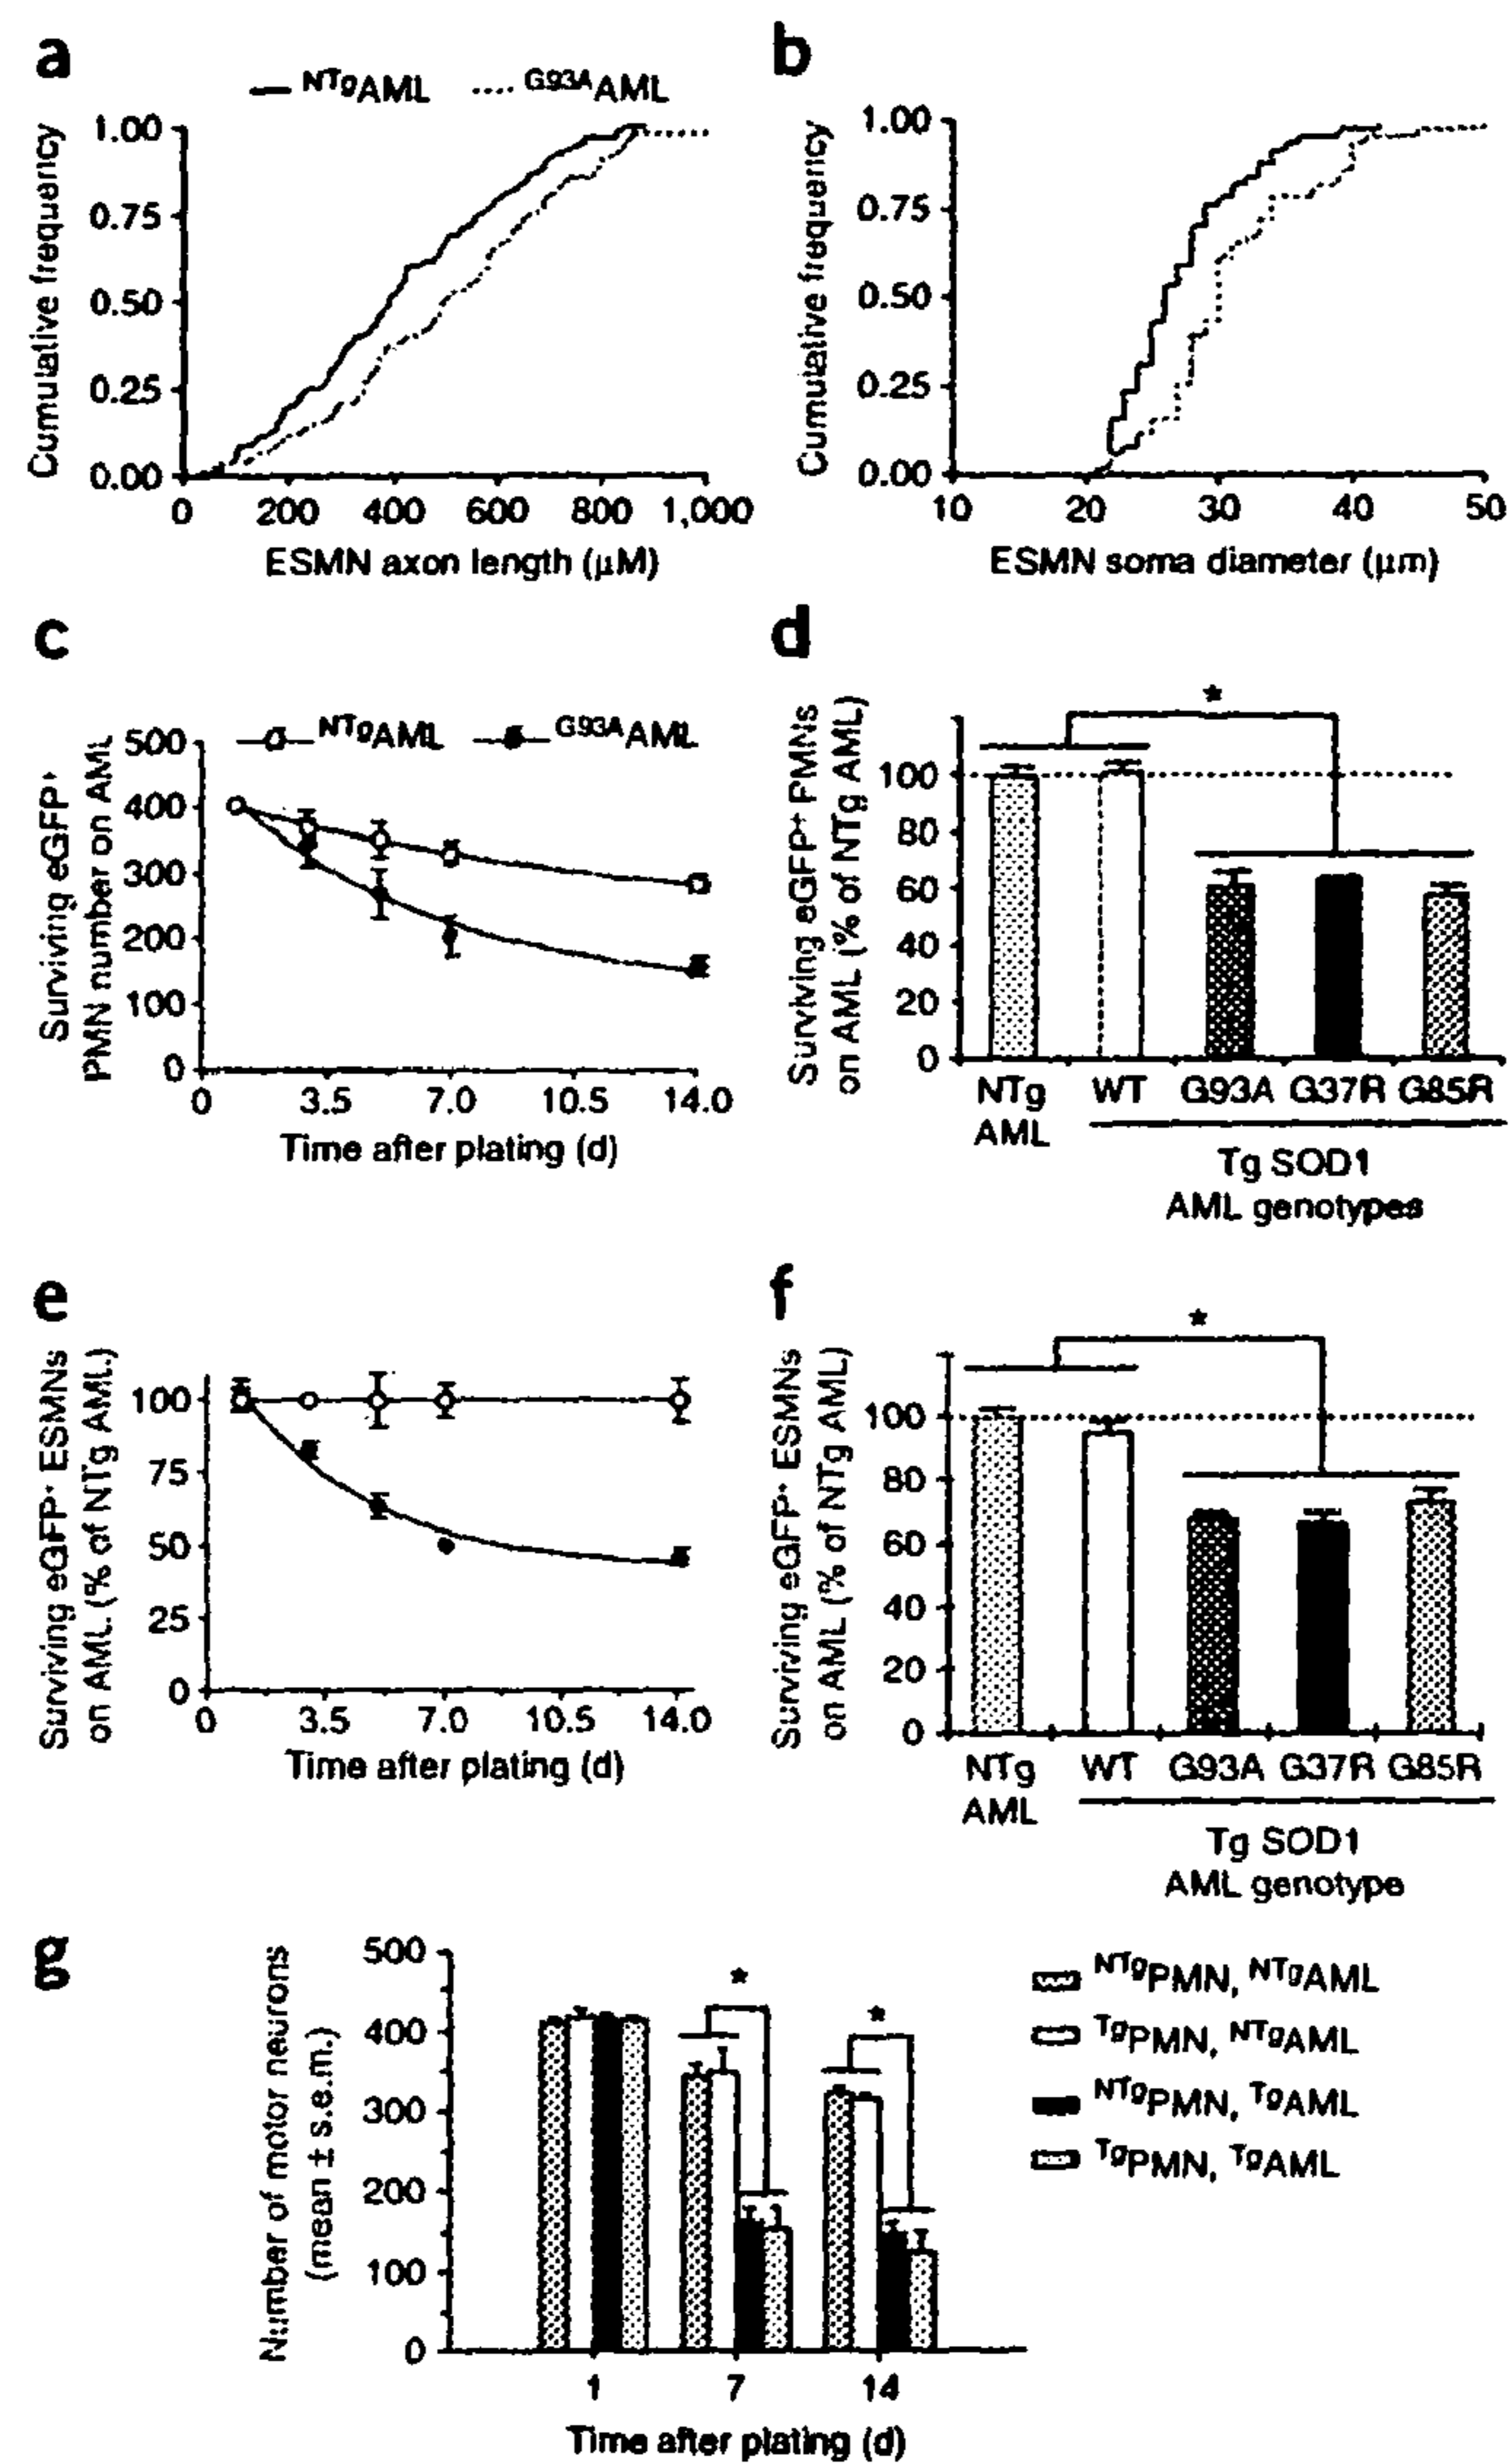 a
NTgAML G93AAML
Cumulative frequency
1.00
0.75
0.50
0.25
0.00
0 200 400 600 800 1,000
ESMN axon length (μM)
b
Cumulative frequency
1.00
0.75
0.50
0.25
0.00
10 20 30 40 50
ESMN soma diameter (μm)
c
NTgAML G93AAML
Surviving eGFP+
PMN number on AML
500
400
300
200
100
0
0 3.5 7.0 10.5 14.0
Time after plating (d)
d
*
Surviving eGFP+ PMNs
on AML (% of NTg AML)
100
80
60
40
20
0
NTg WT G93A G37R G85R
AML
Tg SOD1
AML genotypes
e
Surviving eGFP+ ESMNs
on AML (% of NTg AML)
100
75
50
25
0
0 3.5 7.0 10.5 14.0
Time after plating (d)
f
*
Surviving eGFP+ ESMNs
on AML (% of NTg AML)
100
80
60
40
20
0
NTg WT G93A G37R G85R
AML
Tg SOD1
AML genotype
g
Number of motor neurons
(mean ± s.e.m.)
500
400
300
200
100
0
* *
1 7 14
Time after plating (d)
NTgPMN, NTgAML
TgPMN, NTgAML
NTgPMN, TgAML
TgPMN, TgAML